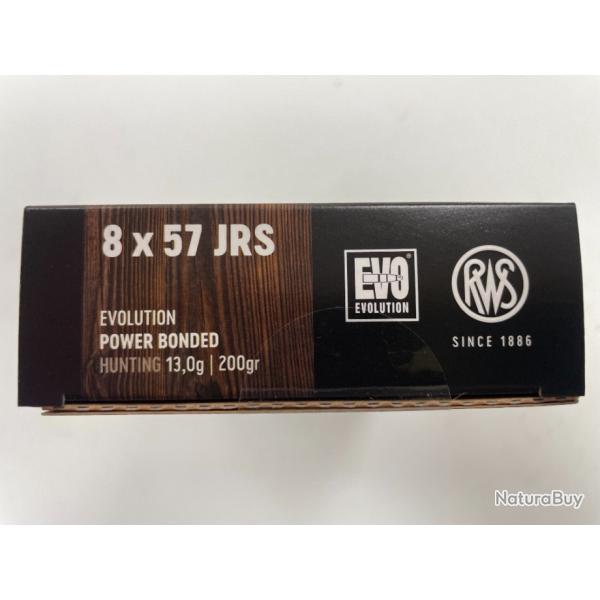 8 x 57 JRS
EVOLUTION
POWER BONDED
HUNTING 13,0g | 200gr
EVO®
EVOLUTION
RWS
SINCE 1886
NaturaBuy